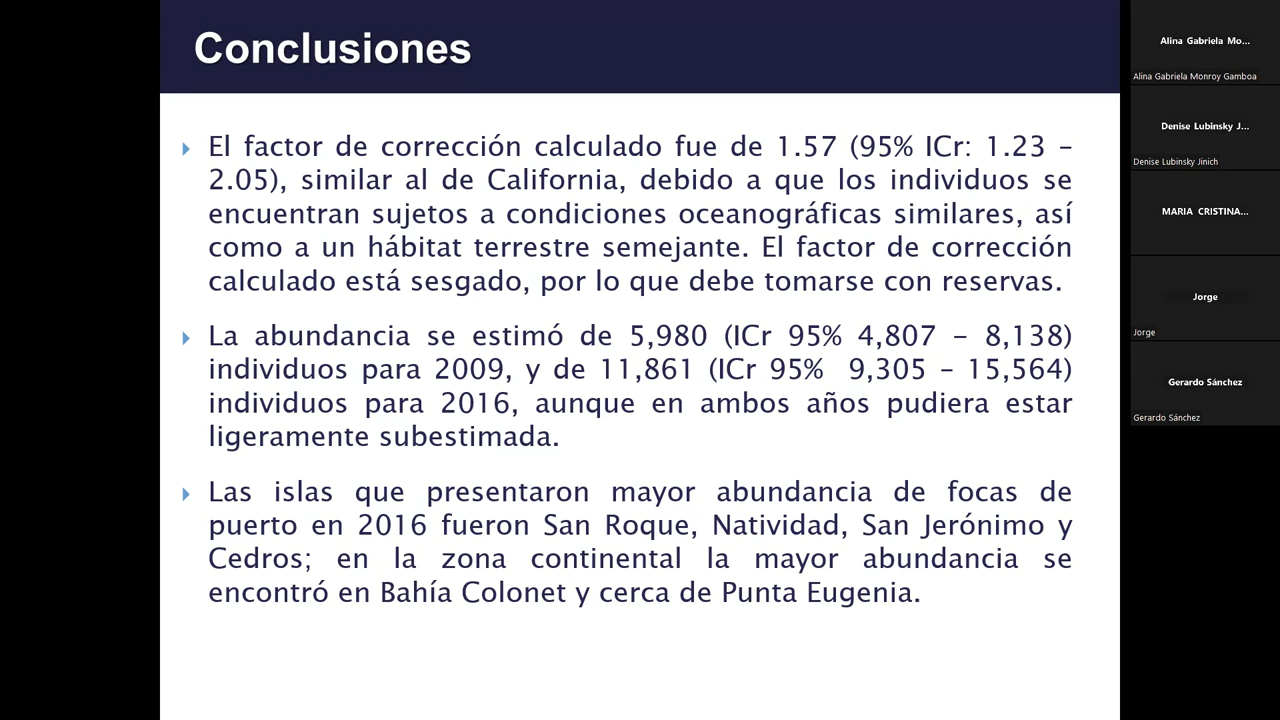 Conclusiones
El factor de corrección calculado fue de 1.57 (95% ICr: 1.23 –
2.05), similar al de California, debido a que los individuos se
encuentran sujetos a condiciones oceanográficas similares, así
como a un hábitat terrestre semejante. El factor de corrección
calculado está sesgado, por lo que debe tomarse con reservas.
La abundancia se estimó de 5,980 (ICr 95% 4,807 – 8,138)
individuos para 2009, y de 11,861 (ICr 95% 9,305 – 15,564)
individuos para 2016, aunque en ambos años pudiera estar
ligeramente subestimada.
Las islas que presentaron mayor abundancia de focas de
puerto en 2016 fueron San Roque, Natividad, San Jerónimo y
Cedros; en la zona continental la mayor abundancia se
encontró en Bahía Colonet y cerca de Punta Eugenia.
Alina Gabriela Mo...
Alina Gabriela Monroy Gamboa
Denise Lubinsky J...
Denise Lubinsky Jinich
MARIA CRISTINA...
Jorge
Jorge
Gerardo Sánchez
Gerardo Sánchez